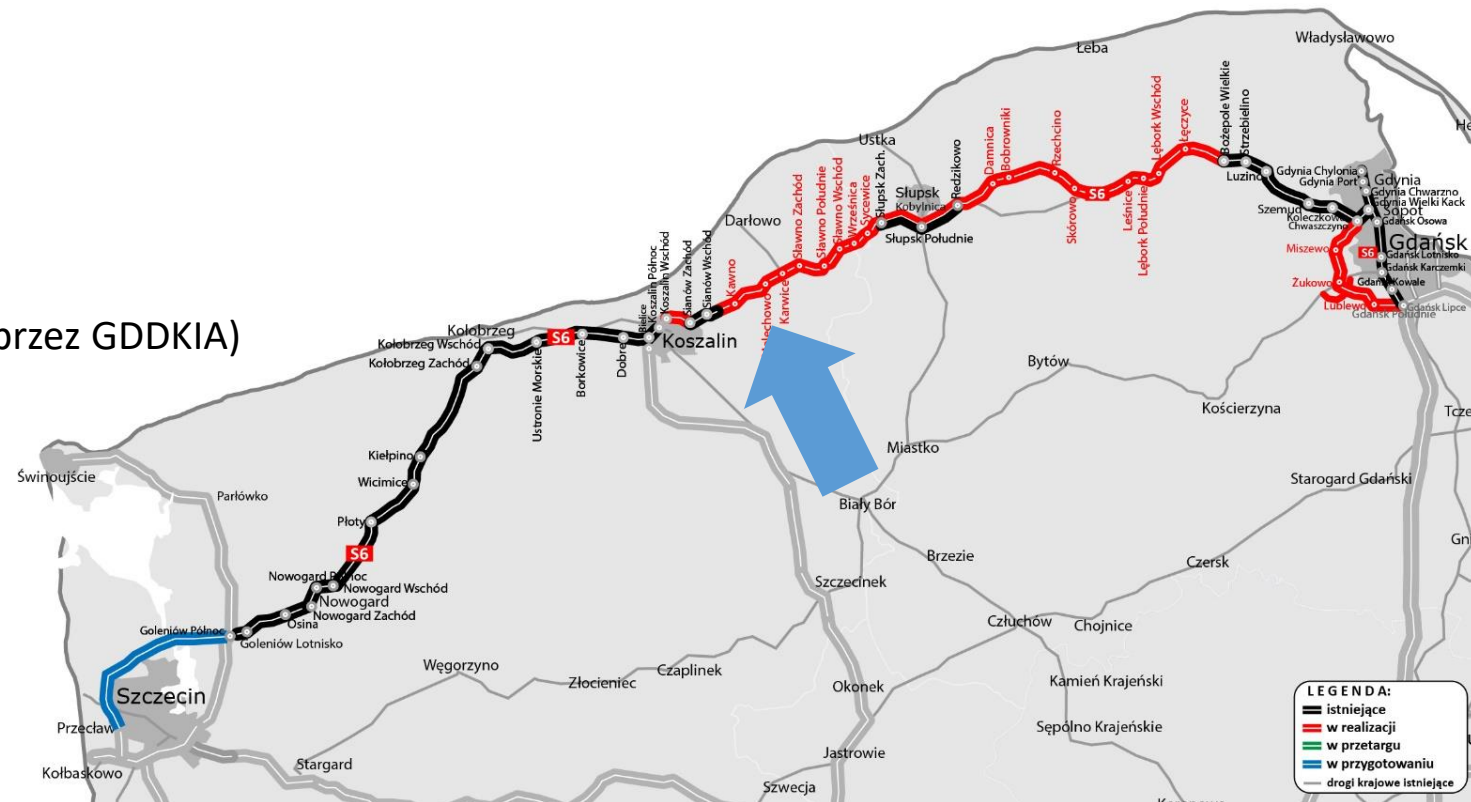 Władysławowo
Łeba
Ustka
Damnica
Bobrowniki
Rzechcino
Skórowo
S6
Leśnice
Lębork Południe
Lębork Wschód
Łęczyce
Bożepole Wielkie
Strzebielino
Luzino
Szemud
Koleczkowo
Chwaszczyno
Gdynia Chylonia
Gdynia Port
Gdynia
Gdynia Chwarzno
Gdynia Wielki Kack
Sopot
Gdańsk Osowa
Gdańsk
S6
Gdańsk Lotnisko
Gdańsk Karczemki
Gdańsk Kowale
Gdańsk Lipce
Gdańsk Południe
Miszewo
Żukowo
Lublewo
He
Słupsk
Kobylnica
Redzikowo
Słupsk Zach.
Słupsk Południe
Darłowo
Sławno Zachód
Sławno Południe
Sławno Wschód
Wrześnica
Sycewice
Kawno
Karwice
Sianów Zachód
Sianów Wschód
Koszalin Północ
Koszalin Wschód
Bielice
Koszalin
przez GDDKIA)
Kołobrzeg
Kołobrzeg Wschód
Kołobrzeg Zachód
S6
Ustronie Morskie
Borkowice
Dobre
Bytów
Kościerzyna
Tcze
Miastko
Kiełpino
Wicimice
Świnoujście
Parłówko
Płoty
S6
Biały Bór
Starogard Gdański
Gni
Brzezie
Czersk
Szczecinek
Nowogard Wschód
Nowogard
Nowogard Zachód
Osina
Goleniów Północ
Goleniów Lotnisko
Człuchów
Chojnice
Węgorzyno
Złocieniec
Czaplinek
Okonek
Kamień Krajeński
Sępólno Krajeńskie
Szczecin
Przecław
Kołbaskowo
Stargard
Jastrowie
Szwecja
LEGENDA:
istniejące
w realizacji
w przetargu
w przygotowaniu
drogi krajowe istniejące